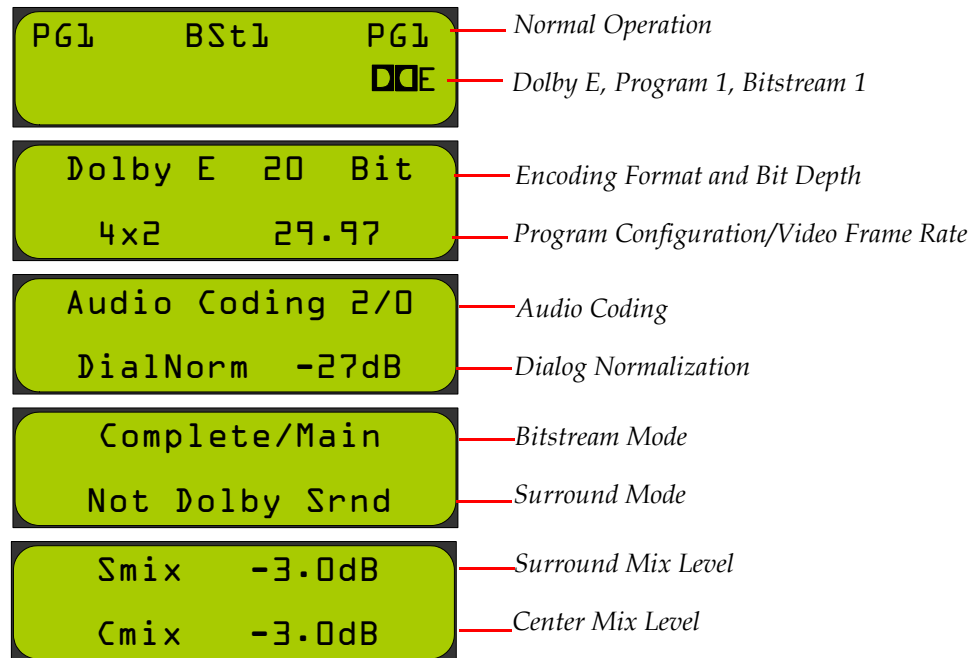 PG1 BSt1 PG1 Normal Operation
E Dolby E, Program 1, Bitstream 1
Dolby E 20 Bit Encoding Format and Bit Depth
4x2 29.97 Program Configuration/Video Frame Rate
Audio Coding 2/0 Audio Coding
DialNorm -27dB Dialog Normalization
Complete/Main Bitstream Mode
Not Dolby Srnd Surround Mode
Smix -3.0dB Surround Mix Level
Cmix -3.0dB Center Mix Level